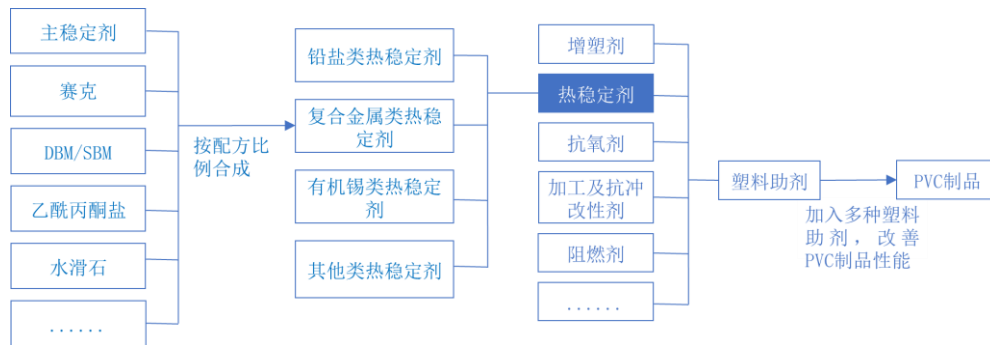 主稳定剂
赛克
DBM/SBM
乙酰丙酮盐
水滑石
......
按配方比
例合成
铅盐类热稳定剂
复合金属类热稳
定剂
有机锡类热稳定
剂
其他类热稳定剂
增塑剂
热稳定剂
抗氧剂
加工及抗冲
改性剂
阻燃剂
......
塑料助剂
加入多种塑料
助剂，改善
PVC制品性能
PVC制品